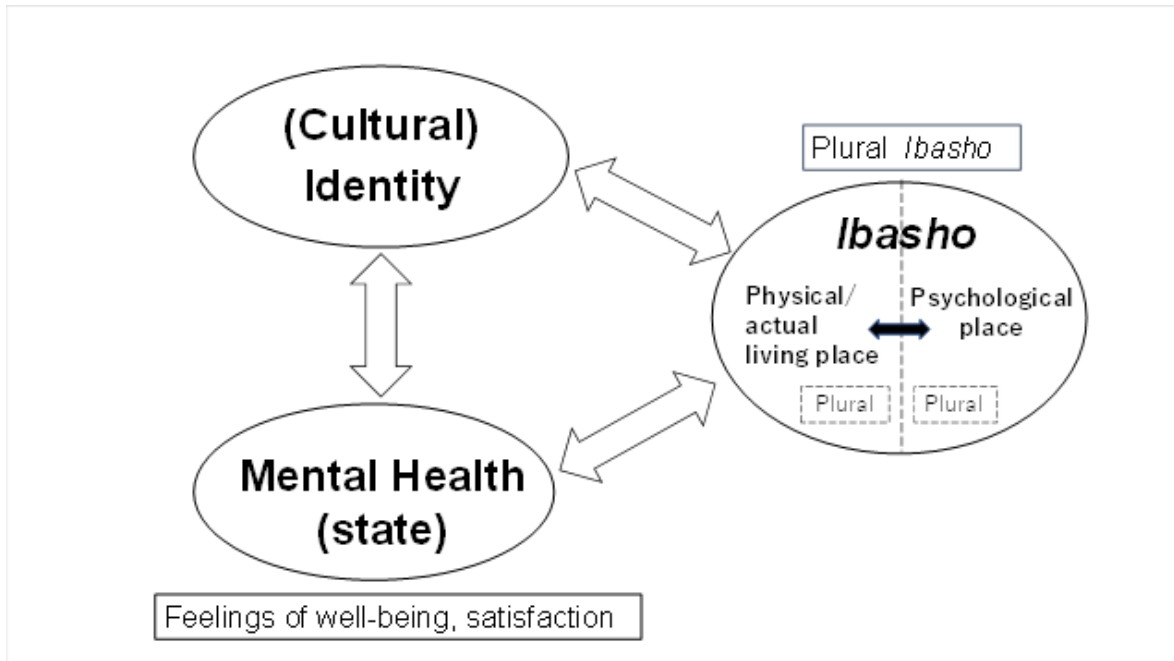 (Cultural)
Identity
Plural Ibasho
Ibasho
Physical/
actual
living place
Psychological
place
Plural
Plural
Mental Health
(state)
Feelings of well-being, satisfaction